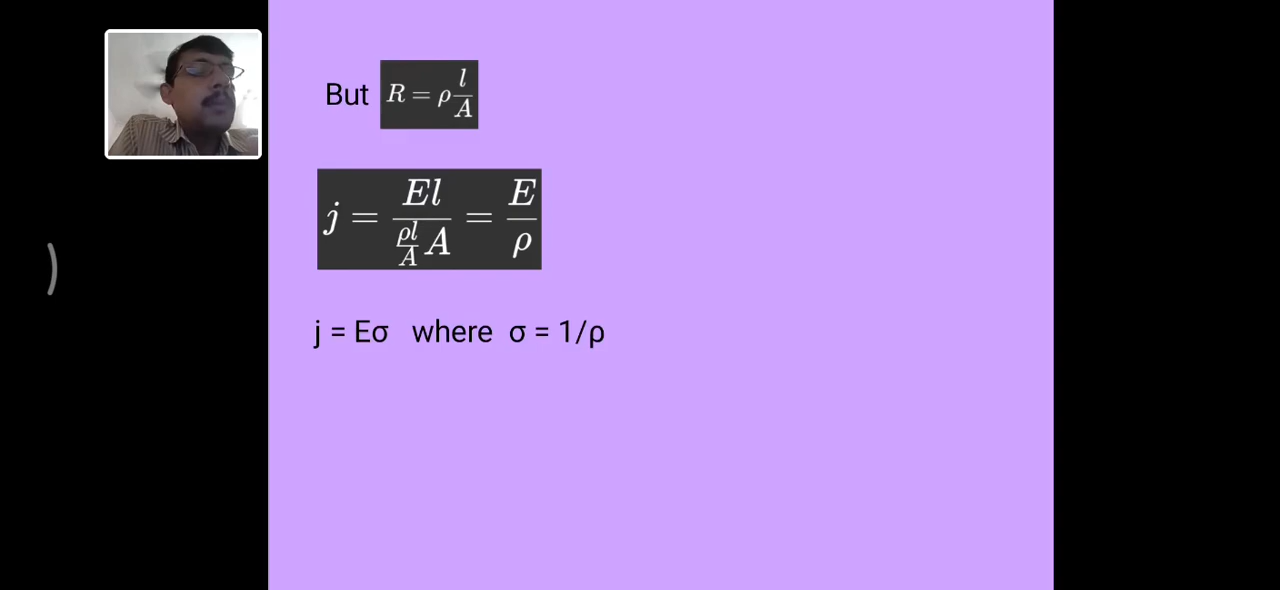 But R = ρ l/A
j = El / (ρl/A A) = E/ρ
j = Eσ where σ = 1/ρ